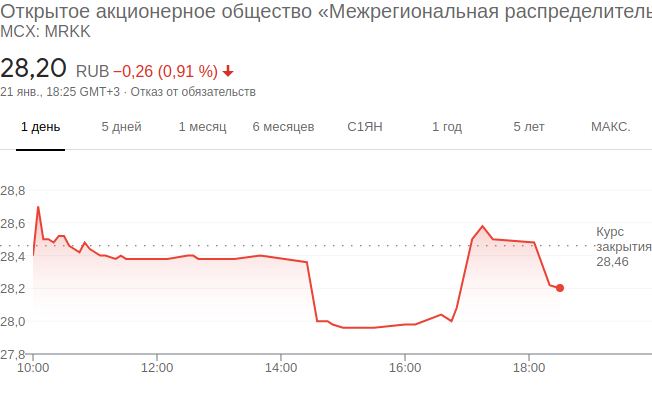 Открытое акционерное общество «Межрегиональная
MCX: MRKK
28,20 RUB −0,26 (0,91 %)
21 янв., 18:25 GMT+3 · Отказ от обязательств
1 день 5 дней 1 месяц 6 месяцев С1ЯН 1 год 5 лет МАКС.
28,8
28,6
Курс
закрытия
28,46
28,4
28,2
28,0
27,8
10:00 12:00 14:00 16:00 18:00